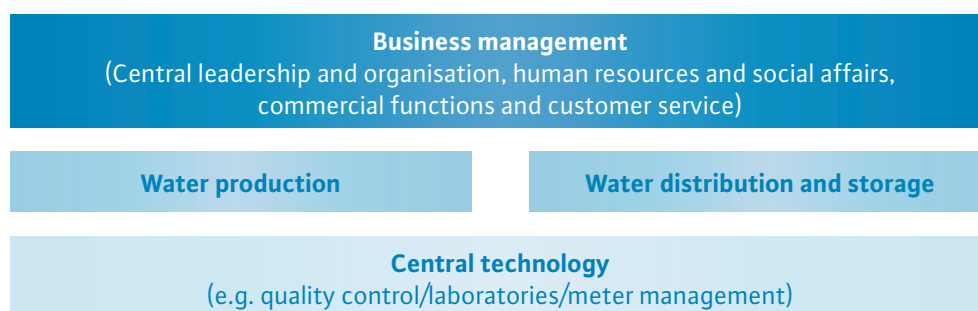 Business management
(Central leadership and organisation, human resources and social affairs,
commercial functions and customer service)
Water production
Water distribution and storage
Central technology
(e.g. quality control/laboratories/meter management)